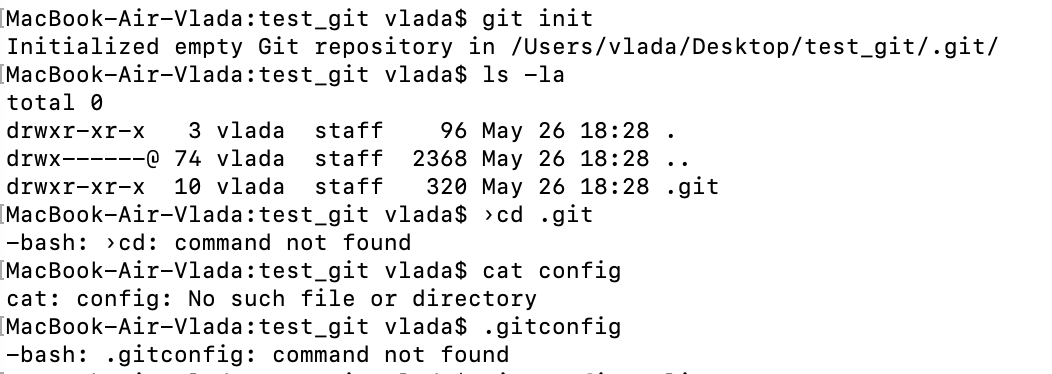 [MacBook-Air-Vlada:test_git vlada$ git init
Initialized empty Git repository in /Users/vlada/Desktop/test_git/.git/
[MacBook-Air-Vlada:test_git vlada$ ls -la
total 0
drwxr-xr-x   3 vlada  staff    96 May 26 18:28 .
drwx------@ 74 vlada  staff  2368 May 26 18:28 ..
drwxr-xr-x  10 vlada  staff   320 May 26 18:28 .git
[MacBook-Air-Vlada:test_git vlada$ ›cd .git
-bash: ›cd: command not found
[MacBook-Air-Vlada:test_git vlada$ cat config
cat: config: No such file or directory
[MacBook-Air-Vlada:test_git vlada$ .gitconfig
-bash: .gitconfig: command not found